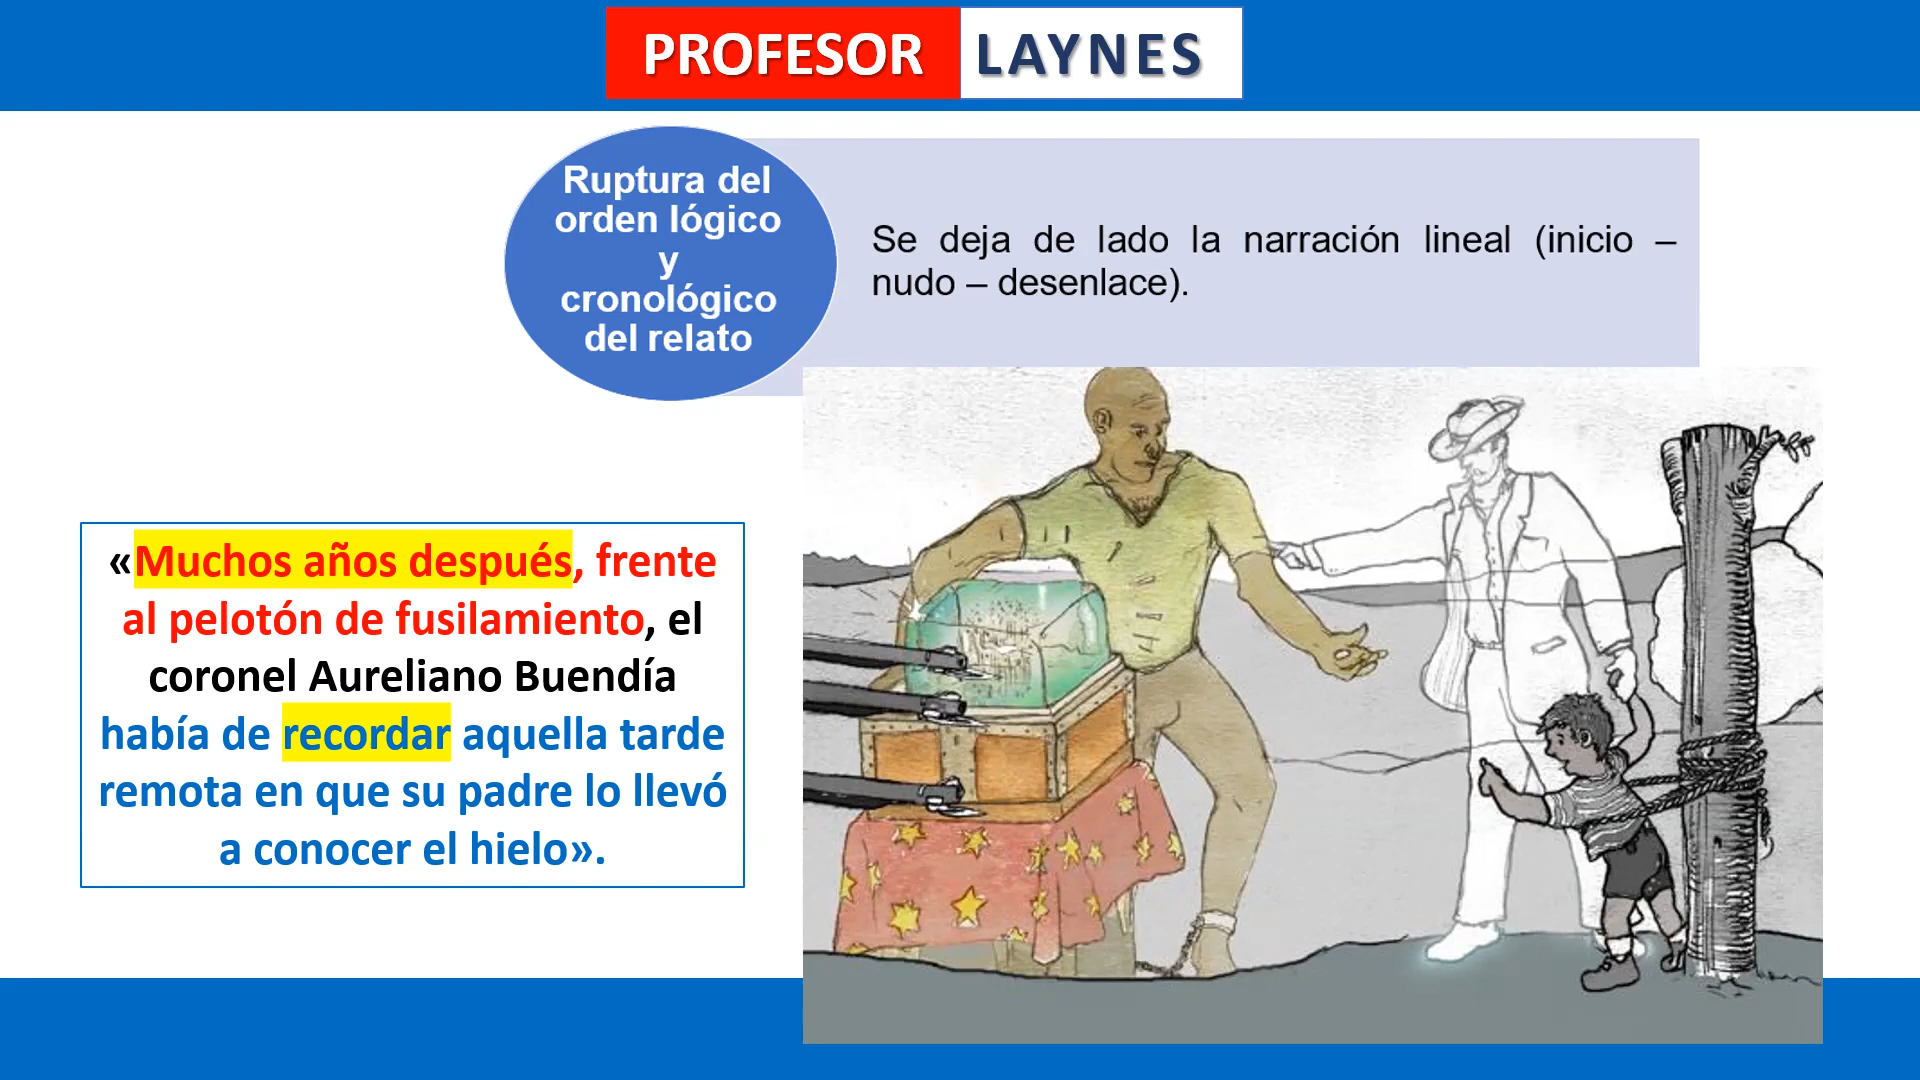 PROFESOR LAYNES
Ruptura del
orden lógico
y
cronológico
del relato
Se deja de lado la narración lineal (inicio –
nudo – desenlace).
«Muchos años después, frente
al pelotón de fusilamiento, el
coronel Aureliano Buendía
había de recordar aquella tarde
remota en que su padre lo llevó
a conocer el hielo».